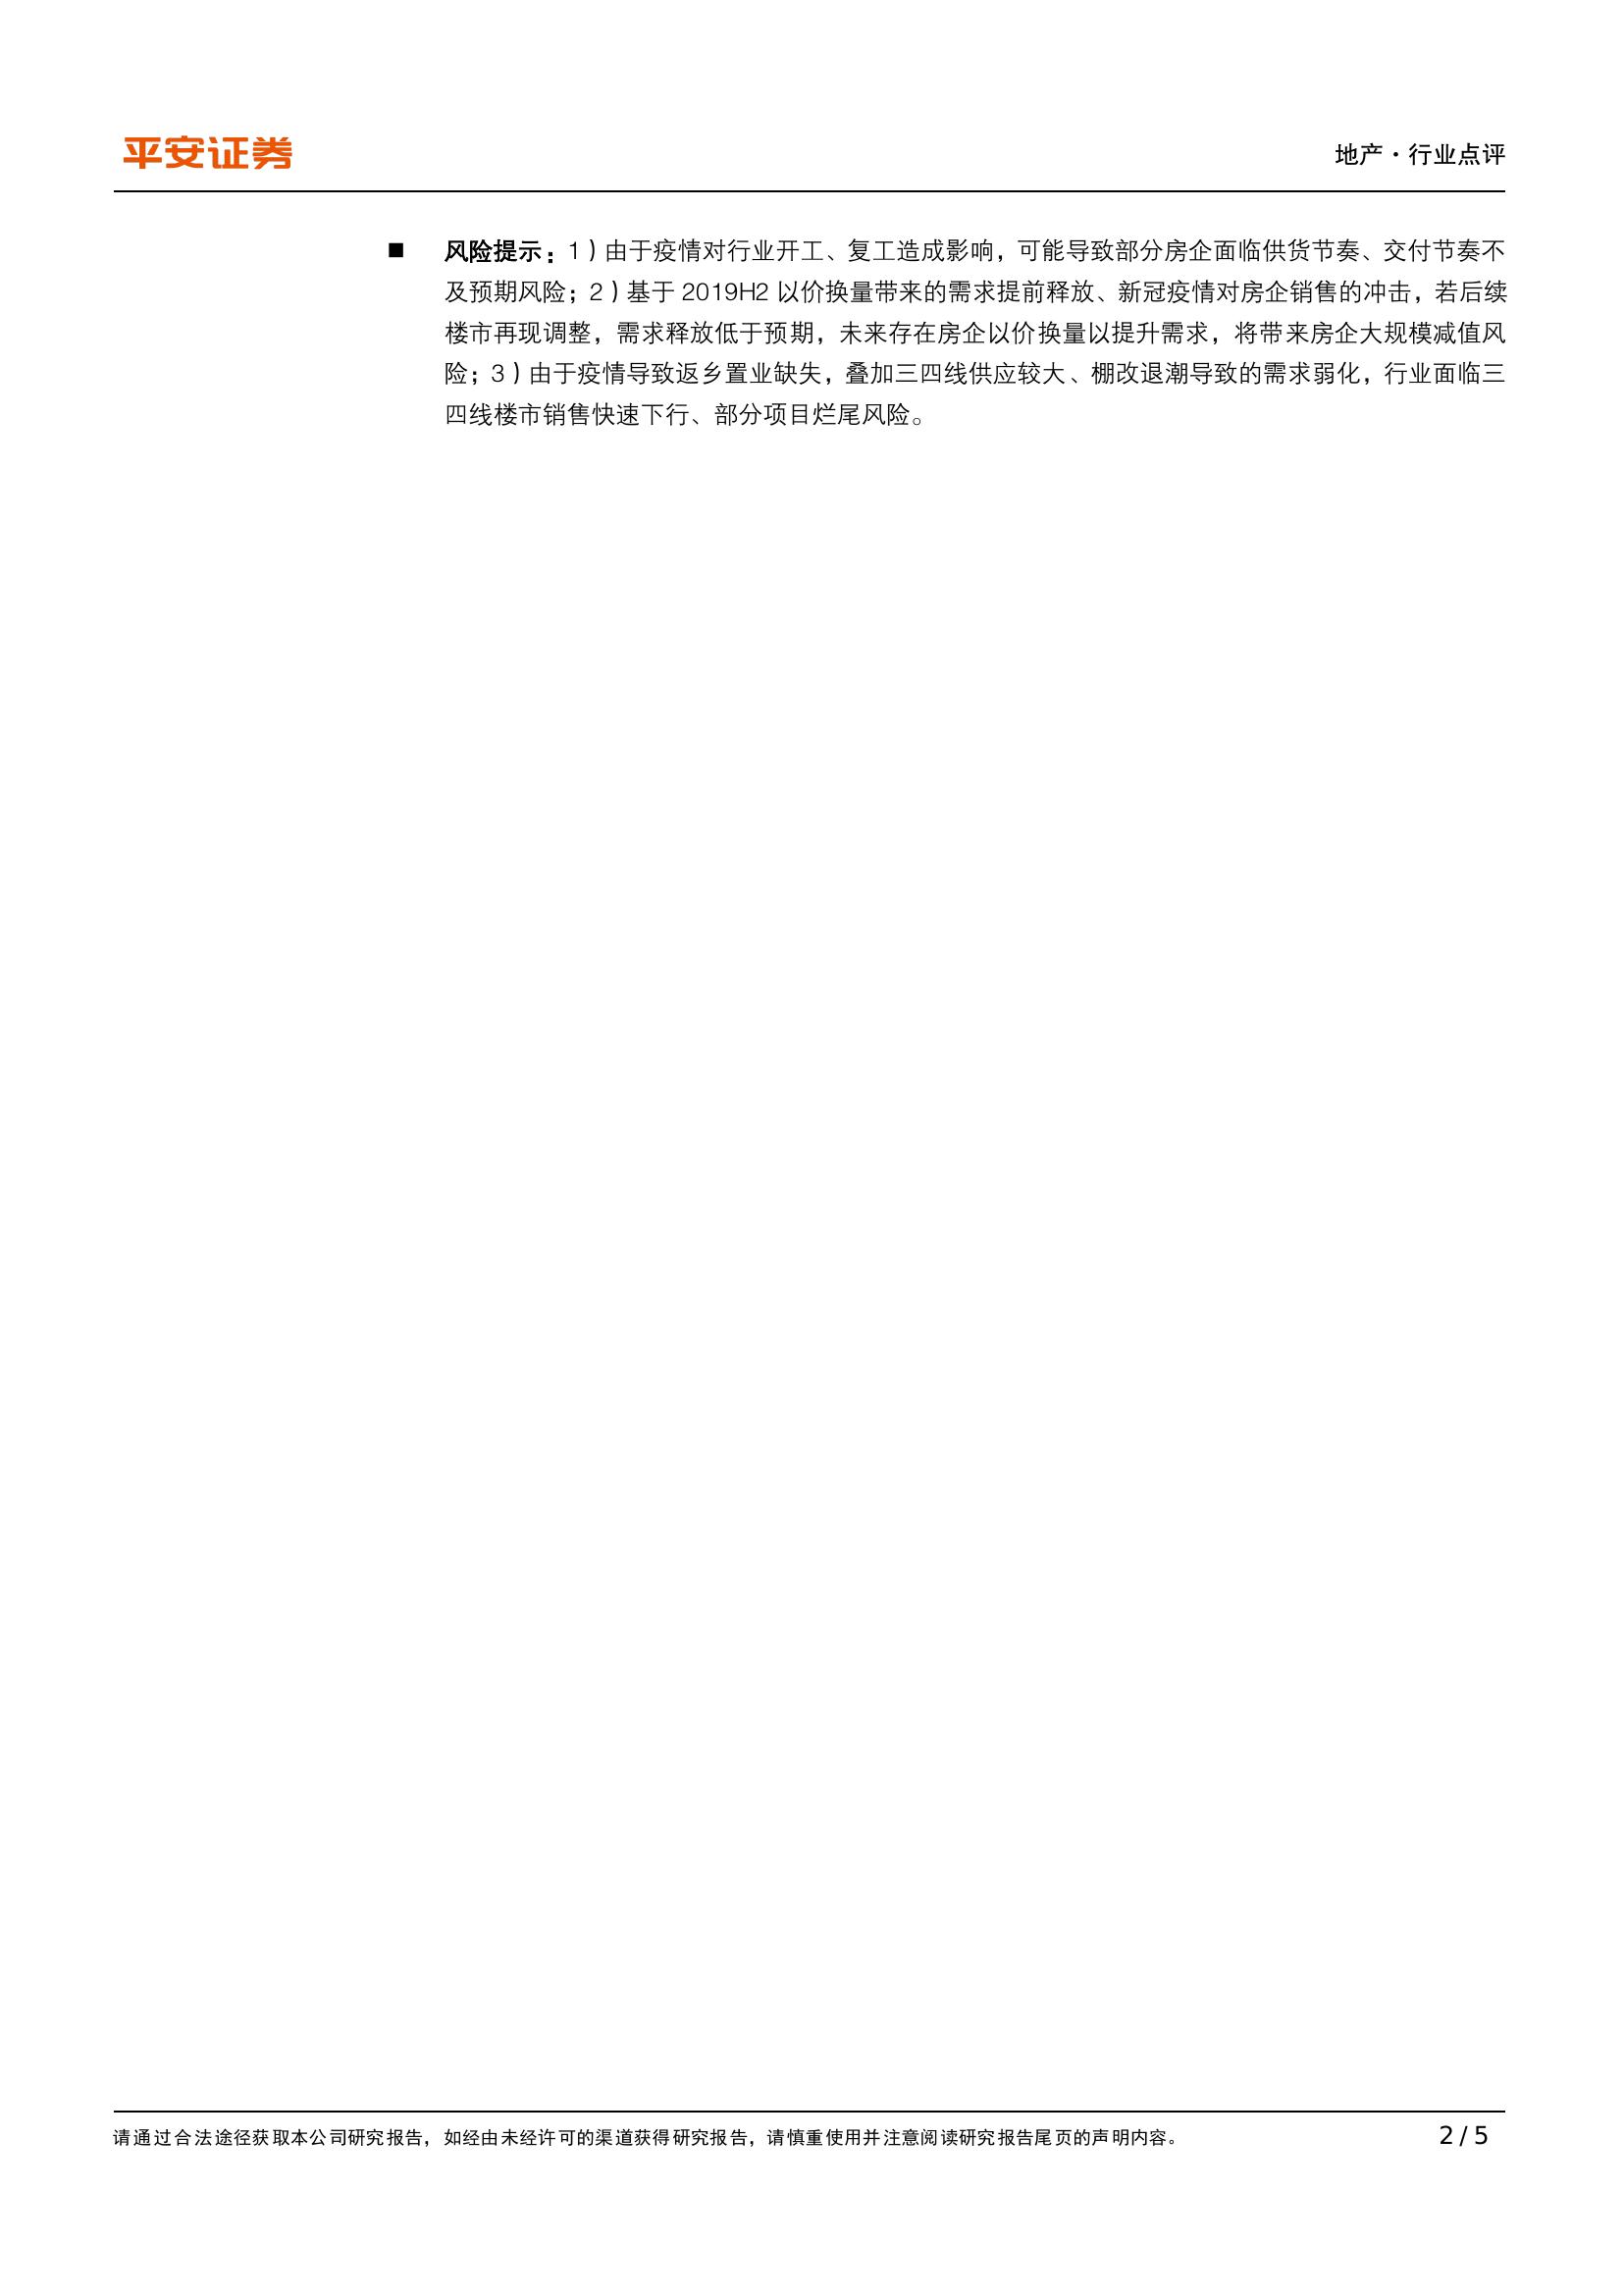 平安证券
地产·行业点评
■ 风险提示：1）由于疫情对行业开工、复工造成影响，可能导致部分房企面临供货节奏、交付节奏不
及预期风险；2）基于 2019H2 以价换量带来的需求提前释放、新冠疫情对房企销售的冲击，若后续
楼市再现调整，需求释放低于预期，未来存在房企以价换量以提升需求，将带来房企大规模减值风
险；3）由于疫情导致返乡置业缺失，叠加三四线供应较大、棚改退潮导致的需求弱化，行业面临三
四线楼市销售快速下行、部分项目烂尾风险。
请通过合法途径获取本公司研究报告，如经由未经许可的渠道获得研究报告，请慎重使用并注意阅读研究报告尾页的声明内容。
2 / 5